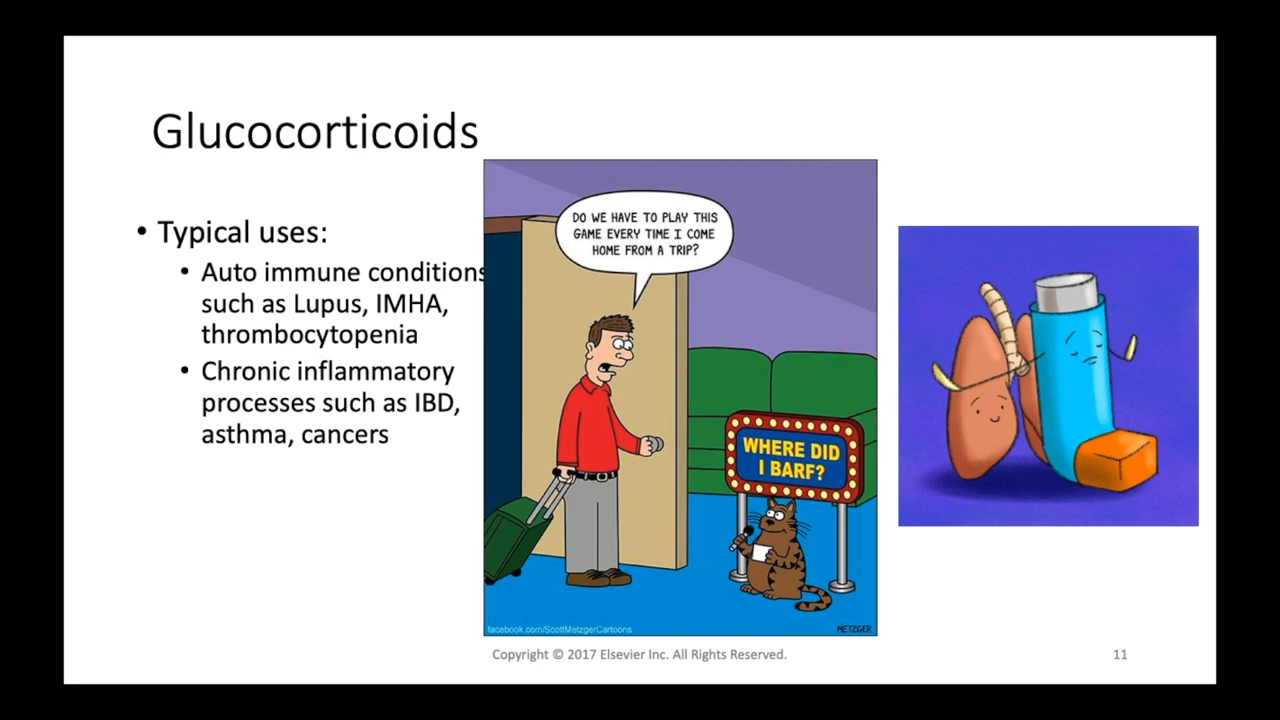 Glucocorticoids
• Typical uses:
• Auto immune conditions
such as Lupus, IMHA,
thrombocytopenia
• Chronic inflammatory
processes such as IBD,
asthma, cancers
DO WE HAVE TO PLAY THIS
GAME EVERY TIME I COME
HOME FROM A TRIP?
WHERE DID
I BARF?
facebook.com/ScottMetzgerCartoons
METZGER
Copyright © 2017 Elsevier Inc. All Rights Reserved.
11